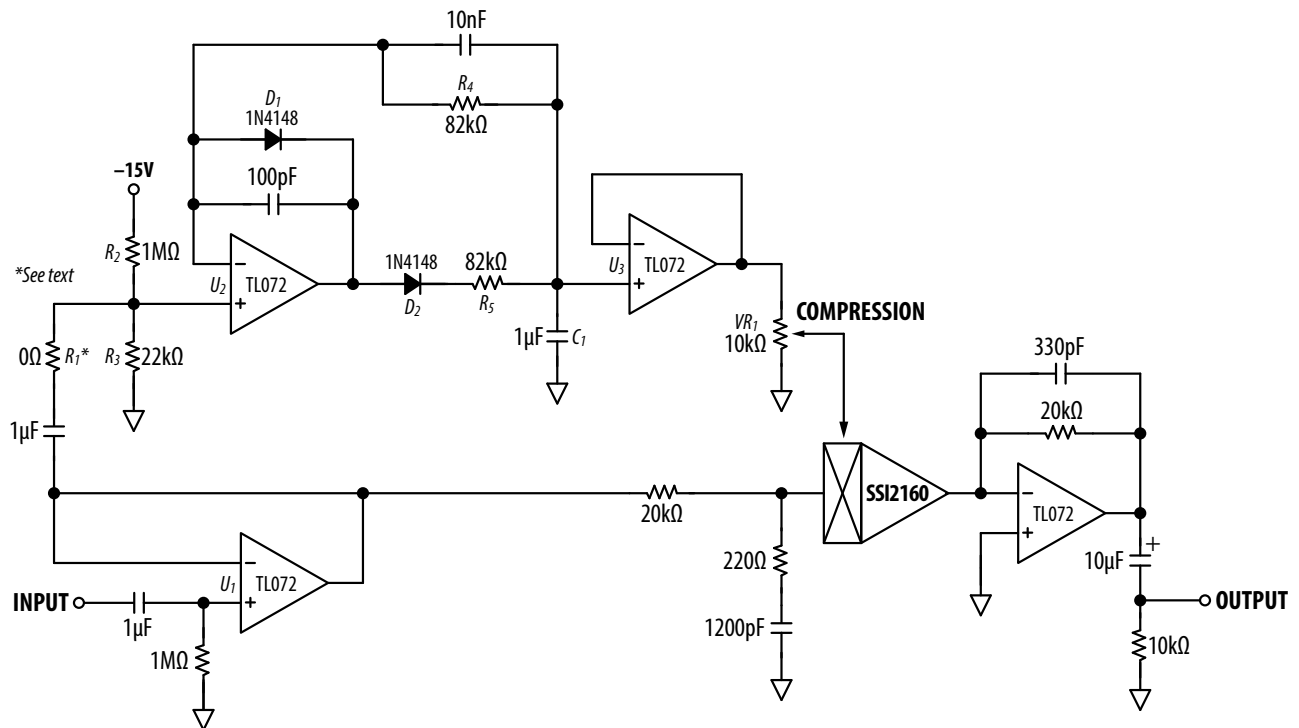 10nF
R4
82kΩ
D1
1N4148
100pF
–15V
R2
1MΩ
*See text
U2
TL072
–
+
1N4148
D2
82kΩ
R5
U3
TL072
–
+
COMPRESSION
VR1
10kΩ
1µF
C1
0Ω
R1*
R3
22kΩ
1µF
330pF
20kΩ
SSI2160
–
+
TL072
20kΩ
10µF
+
220Ω
U1
TL072
–
+
INPUT
1µF
OUTPUT
1200pF
1MΩ
10kΩ